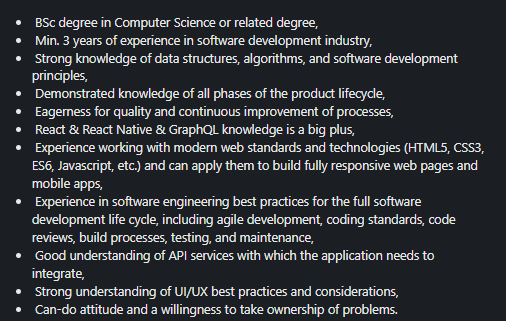 • BSc degree in Computer Science or related degree,
• Min. 3 years of experience in software development industry,
• Strong knowledge of data structures, algorithms, and software development
principles,
• Demonstrated knowledge of all phases of the product lifecycle,
• Eagerness for quality and continuous improvement of processes,
• React & React Native & GraphQL knowledge is a big plus,
• Experience working with modern web standards and technologies (HTML5, CSS3,
ES6, Javascript, etc.) and can apply them to build fully responsive web pages and
mobile apps,
• Experience in software engineering best practices for the full software
development life cycle, including agile development, coding standards, code
reviews, build processes, testing, and maintenance,
• Good understanding of API services with which the application needs to
integrate,
• Strong understanding of UI/UX best practices and considerations,
• Can-do attitude and a willingness to take ownership of problems.